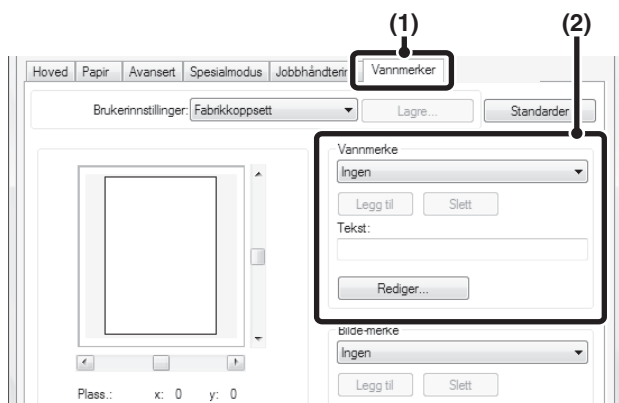 (1) (2)
Hoved Papir Avansert Spesialmodus Jobbhåndterin Vannmerker
Brukerinnstillinger: Fabrikkoppsett Lagre... Standarder
Vannmerke
Ingen
Legg til Slett
Tekst:
Rediger...
Bilde-merke
Ingen
Legg til Slett
Plass.: x: 0 y: 0